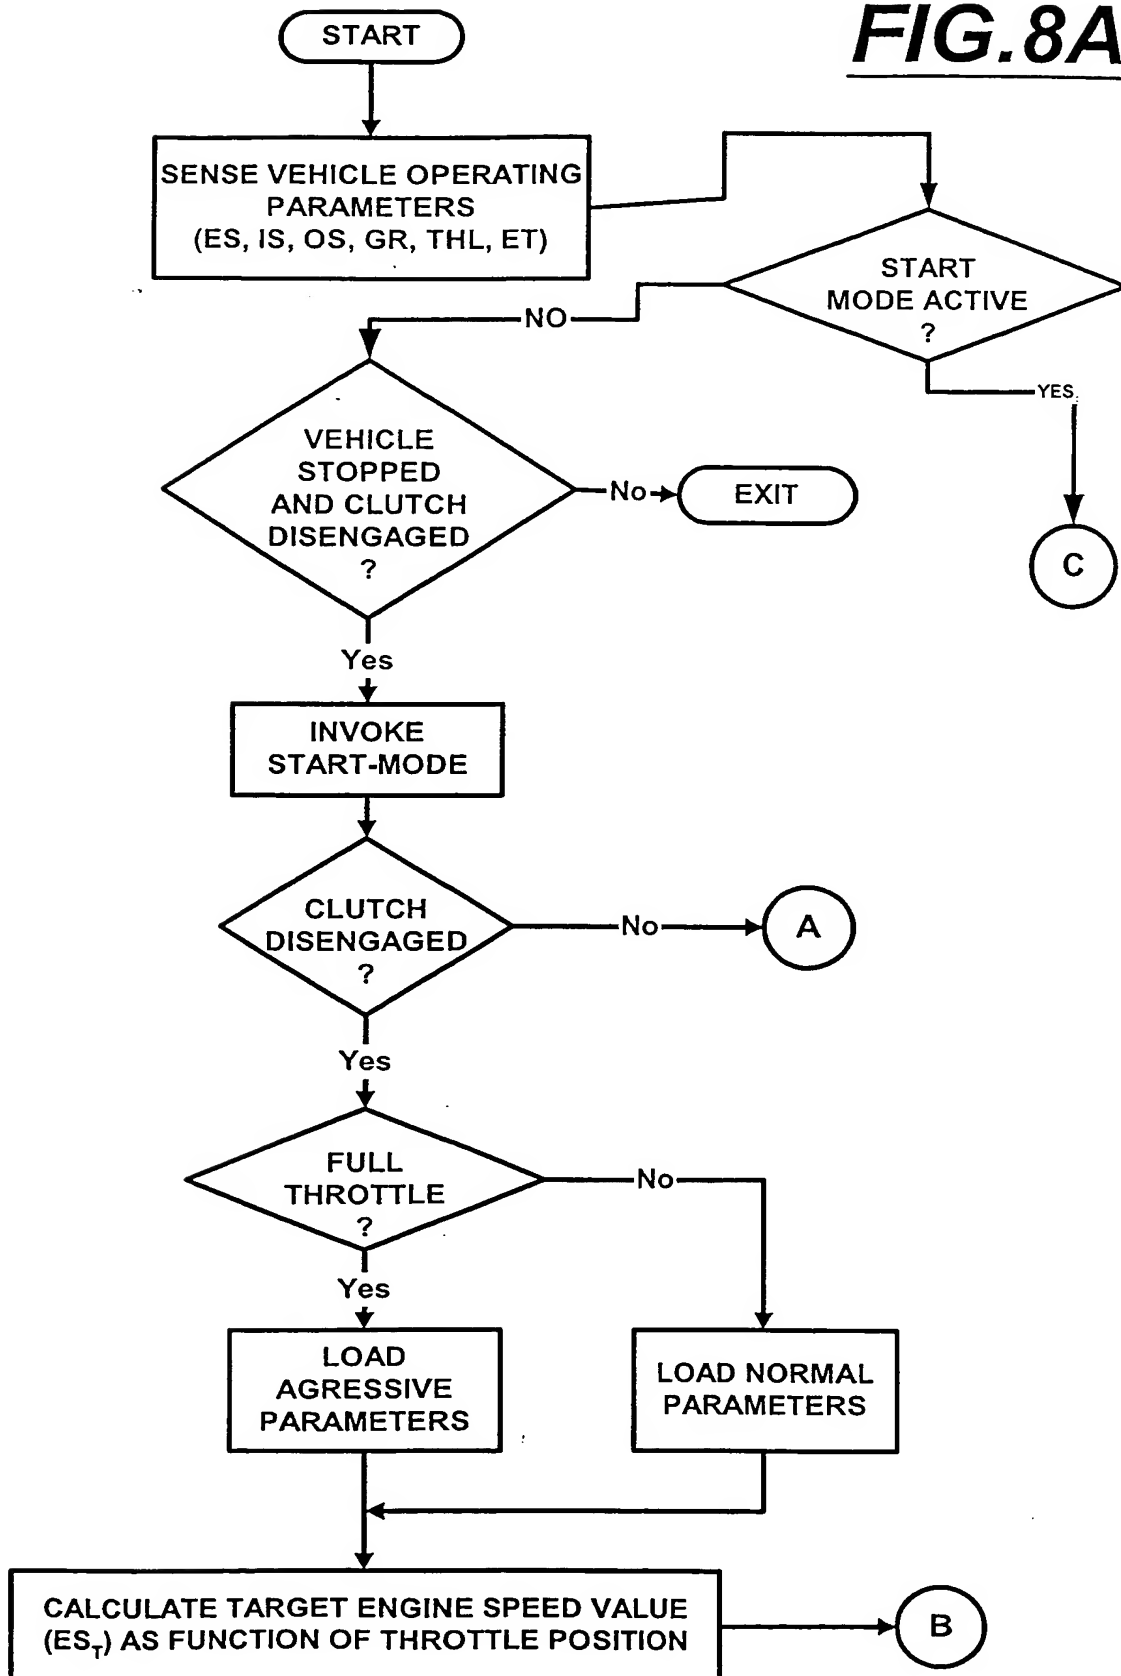 FIG.8A
START
SENSE VEHICLE OPERATING
PARAMETERS
(ES, IS, OS, GR, THL, ET)
START
MODE ACTIVE
?
NO
YES
VEHICLE
STOPPED
AND CLUTCH
DISENGAGED
?
No
EXIT
C
Yes
INVOKE
START-MODE
CLUTCH
DISENGAGED
?
No
A
Yes
FULL
THROTTLE
?
No
Yes
LOAD
AGRESSIVE
PARAMETERS
LOAD NORMAL
PARAMETERS
CALCULATE TARGET ENGINE SPEED VALUE
(ES_T) AS FUNCTION OF THROTTLE POSITION
B